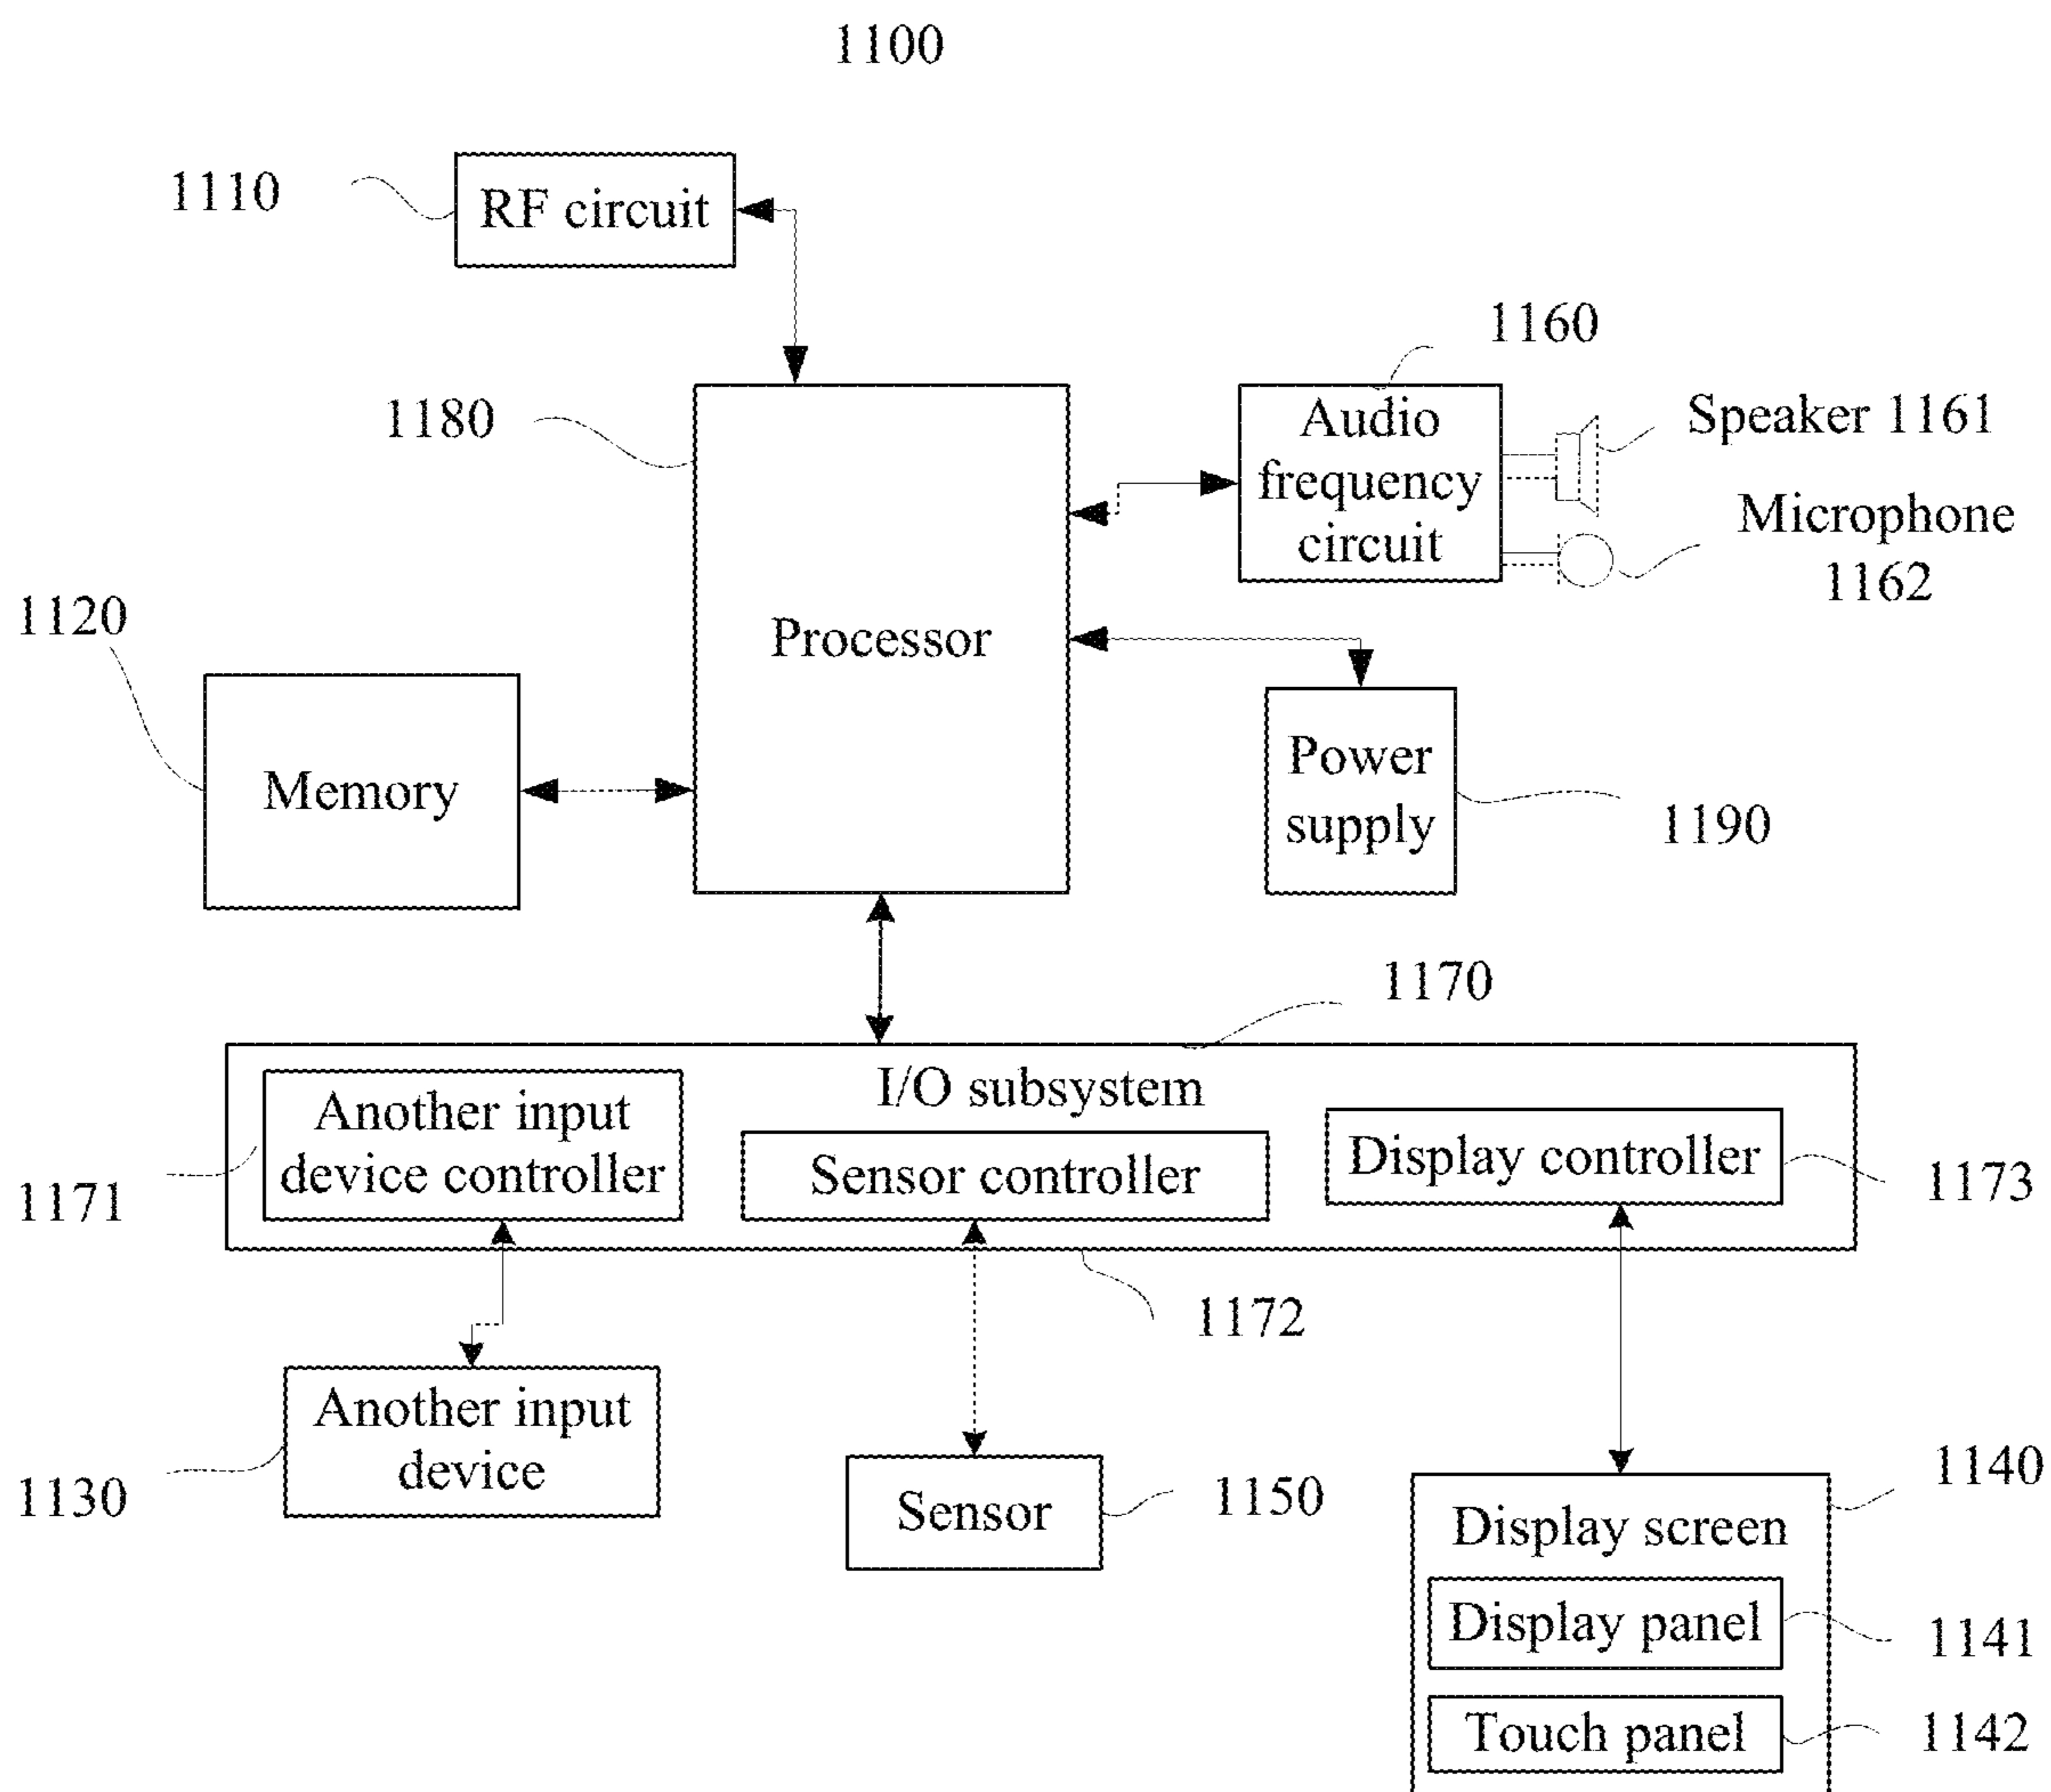 1100
1110
RF circuit
1160
1180
Audio
frequency
circuit
Speaker 1161
Microphone
1162
Processor
1120
Memory
Power
supply
1190
1170
I/O subsystem
Another input
device controller
Sensor controller
Display controller
1171
1173
1172
Another input
device
1130
Sensor
1150
1140
Display screen
Display panel
1141
Touch panel
1142